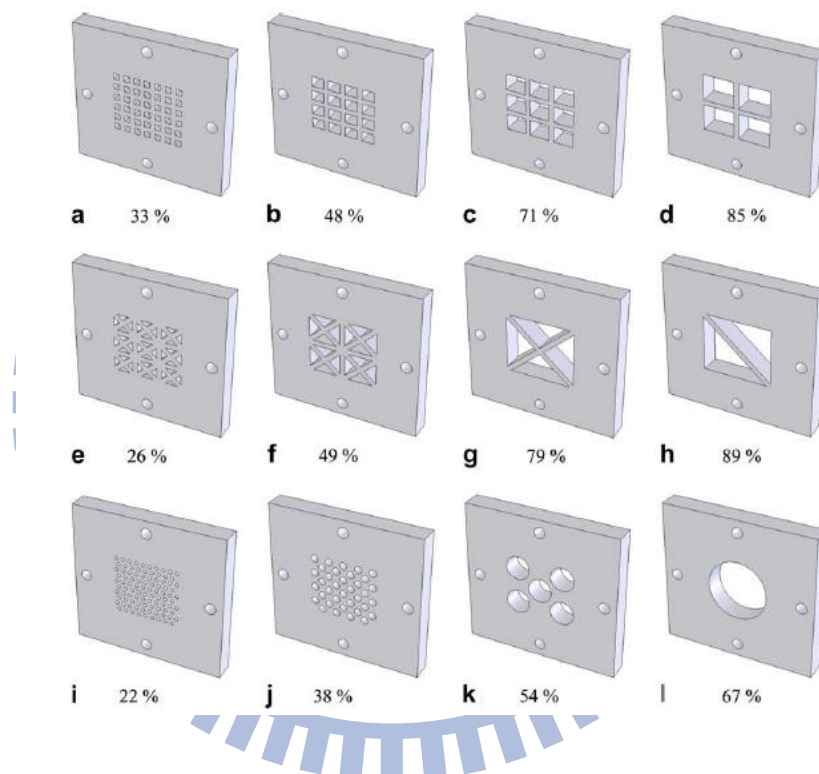 a 33 % b 48 % c 71 % d 85 %
e 26 % f 49 % g 79 % h 89 %
i 22 % j 38 % k 54 % l 67 %